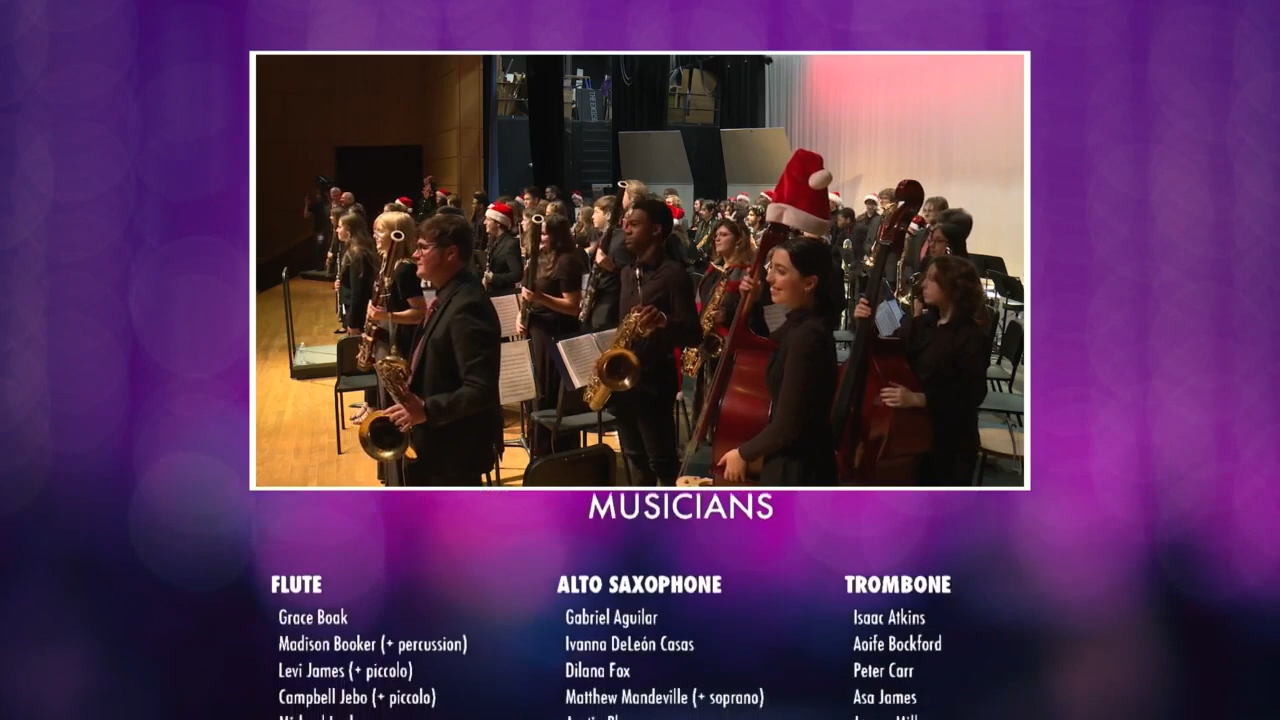 MUSICIANS
FLUTE
Grace Boak
Madison Booker (+ percussion)
Levi James (+ piccolo)
Campbell Jebo (+ piccolo)
ALTO SAXOPHONE
Gabriel Aguilar
Ivanna DeLeón Casas
Dilana Fox
Matthew Mandeville (+ soprano)
TROMBONE
Isaac Atkins
Aoife Bockford
Peter Carr
Asa James